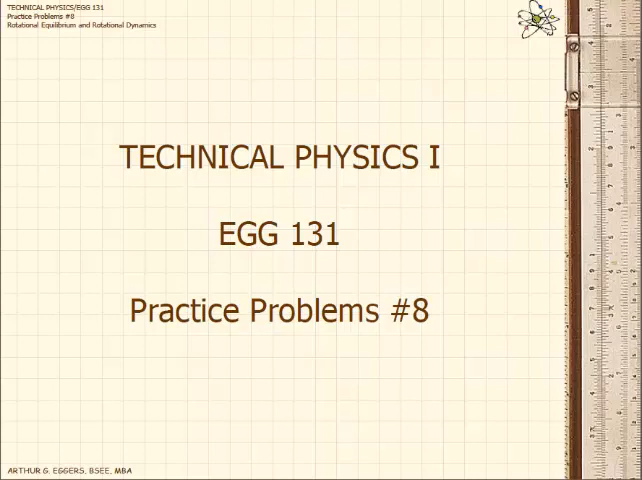 TECHNICAL PHYSICS/EGG 131
Practice Problems #8
Rotational Equilibrium and Rotational Dynamics
TECHNICAL PHYSICS I
EGG 131
Practice Problems #8
ARTHUR G. EGGERS, BSEE, MBA